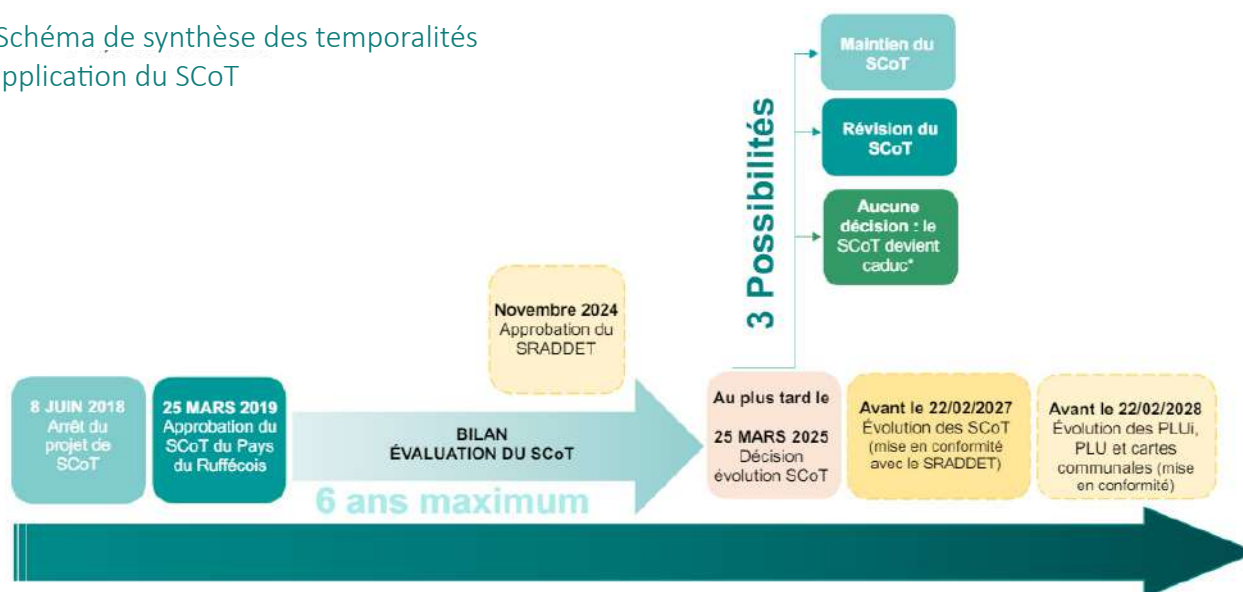 Schéma de synthèse des temporalités
application du SCoT
3 Possibilités
Maintien du
SCoT
Révision du
SCoT
Aucune
décision : le
SCoT devient
caduc*
Novembre 2024
Approbation du
SRADDET
8 JUIN 2018
Arrêt du
projet de
SCoT
25 MARS 2019
Approbation du
SCoT du Pays
du Ruffécois
BILAN
ÉVALUATION DU SCoT
6 ans maximum
Au plus tard le
25 MARS 2025
Décision
évolution SCoT
Avant le 22/02/2027
Évolution des SCoT
(mise en conformité
avec le SRADDET)
Avant le 22/02/2028
Évolution des PLUi,
PLU et cartes
communales (mise
en conformité)